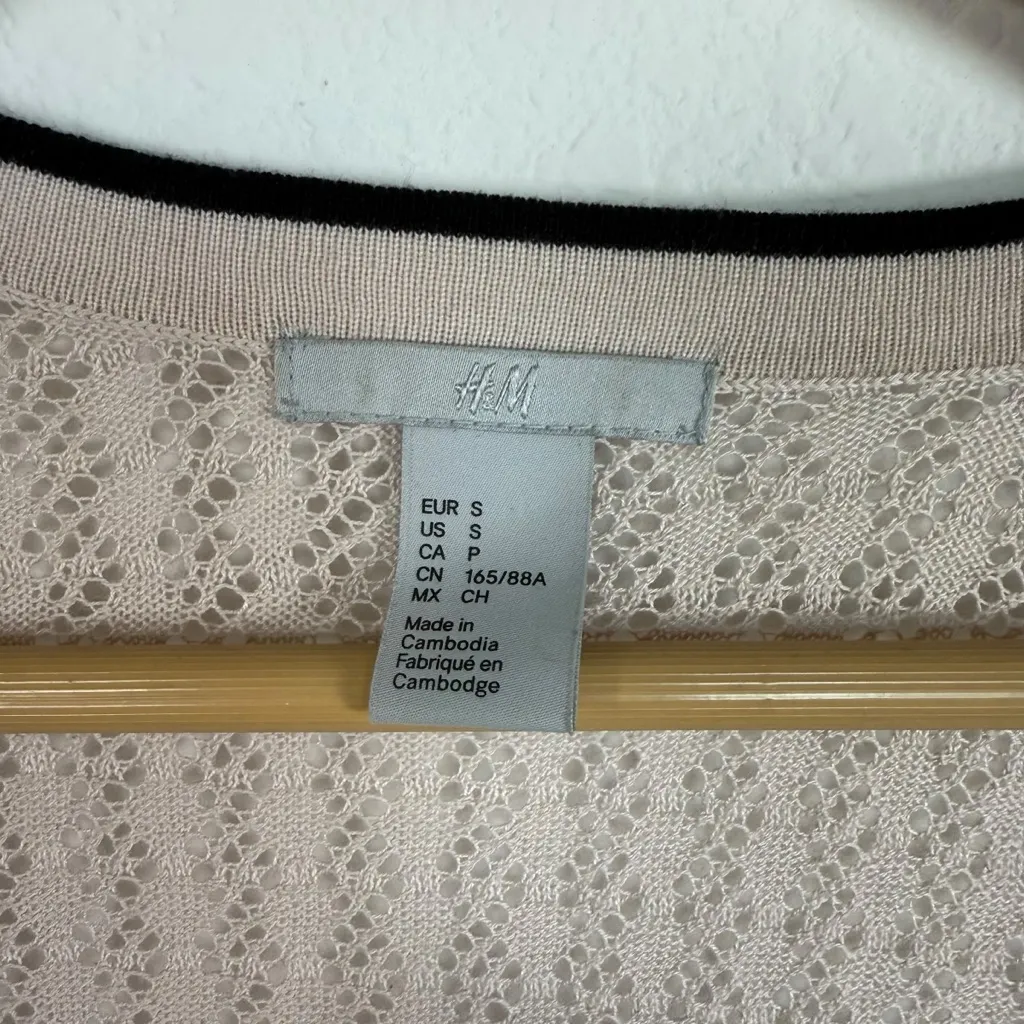 H&M
EUR S
US S
CA P
CN 165/88A
MX CH
Made in
Cambodia
Fabriqué en
Cambodge